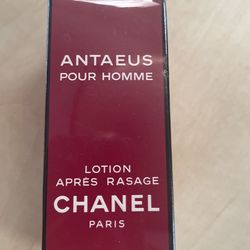 ANTAEUS
POUR HOMME
LOTION
APRÈS RASAGE
CHANEL
PARIS